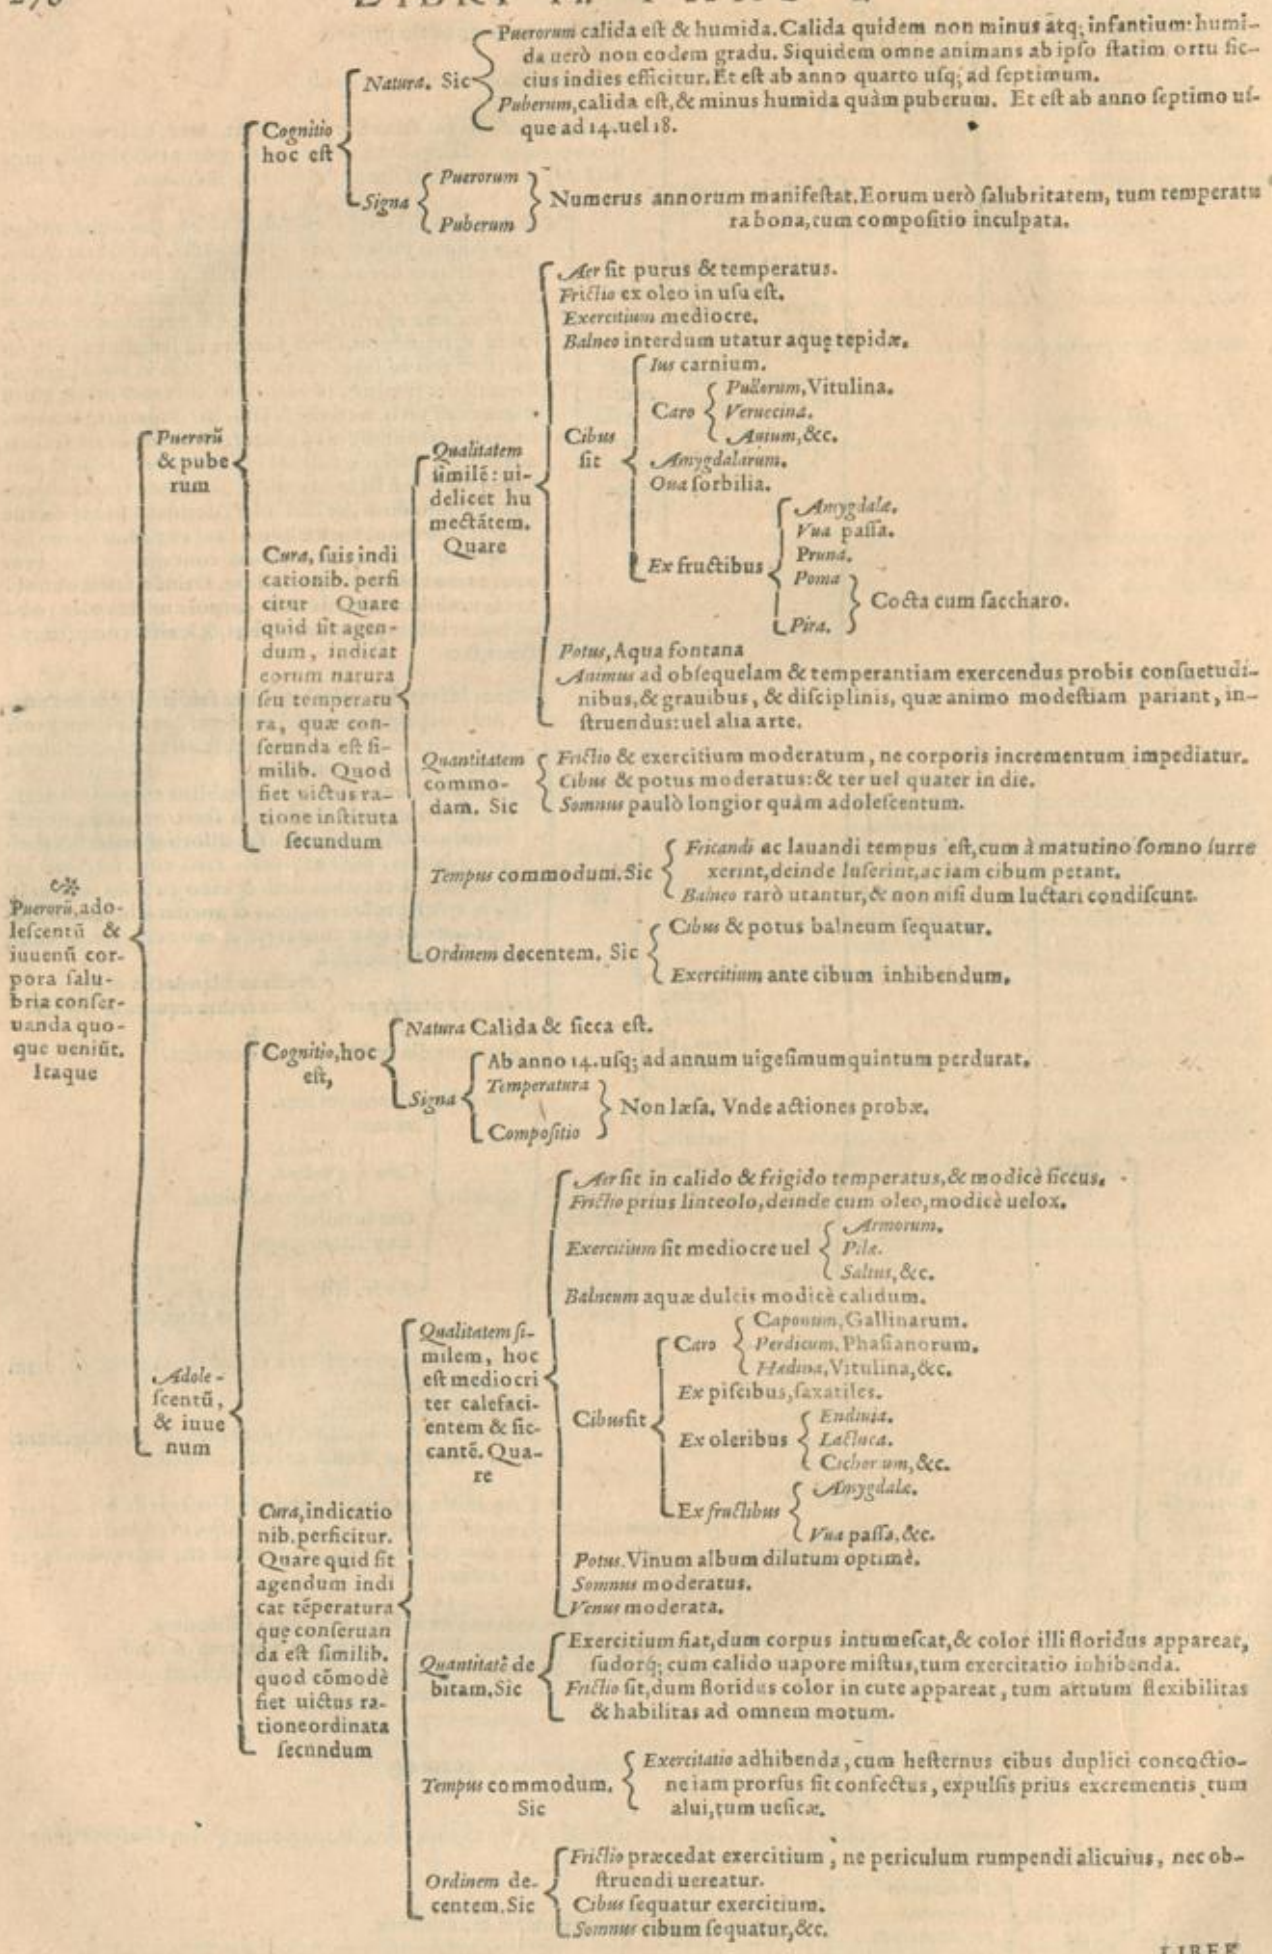 Puerorum calida eſt & humida. Calida quidem non minus atq; infantium: humi-
da uerò non eodem gradu. Siquidem omne animans ab ipſo ſtatim ortu ſic-
cius indies efficitur. Et eſt ab anno quarto uſq; ad ſeptimum.
Natura. Sic
Puberum, calida eſt, & minus humida quàm puberum. Et eſt ab anno ſeptimo uſ-
que ad 14. uel 18.
Cognitio
hoc eſt
Puerorum
Signa
Puberum
Numerus annorum manifeſtat. Eorum uerò ſalubritatem, tum temperatu
ra bona, tum compoſitio inculpata.
Aer ſit purus & temperatus.
Frictio ex oleo in uſu eſt.
Exercitium mediocre.
Balneo interdum utatur aquę tepidæ.
Ius carnium.
Pullorum, Vitulina.
Caro
Veruecina.
Auium, &c.
Cibus
ſit
Amygdalarum.
Oua ſorbilia.
Amygdalæ.
Vua paſſa.
Pruna.
Ex fructibus
Poma
Cocta cum ſaccharo.
Pira.
Potus, Aqua fontana
Animus ad obſequelam & temperantiam exercendus probis conſuetudi-
nibus, & grauibus, & diſciplinis, quæ animo modeſtiam pariant, in-
ſtruendus: uel alia arte.
Puerorũ
& pube
rum
Qualitatem
ſimilẽ: ui-
delicet hu
mectãtem.
Quare
Cura, ſuis indi
cationib. perfi
citur Quare
quid ſit agen-
dum, indicat
eorum natura
ſeu temperatu
ra, quæ con-
ſerunda eſt ſi-
milib. Quod
fiet uictus ra-
tione inſtituta
ſecundum
Quantitatem
commo-
dam. Sic
Frictio & exercitium moderatum, ne corporis incrementum impediatur.
Cibus & potus moderatus: & ter uel quater in die.
Somnus paulò longior quàm adoleſcentum.
Tempus commodum. Sic
Fricandi ac lauandi tempus eſt, cum à matutino ſomno ſurre
xerint, deinde luſerint, ac iam cibum petant.
Balneo rarò utantur, & non niſi dum luctari condiſcunt.
Ordinem decentem. Sic
Cibus & potus balneum ſequatur.
Exercitium ante cibum inhibendum.
Puerorũ, ado-
leſcentũ &
iuuenũ cor-
pora ſalu-
bria conſer-
uanda quo-
que ueniũt.
Itaque
Natura Calida & ſicca eſt.
Cognitio, hoc
eſt,
Ab anno 14. uſq; ad annum uigeſimum quintum perdurat.
Signa
Temperatura
Compoſitio
Non læſa. Vnde actiones probæ.
Aer ſit in calido & frigido temperatus, & modicè ſiccus.
Frictio prius linteolo, deinde cum oleo, modicè uelox.
Exercitium ſit mediocre uel
Armorum.
Pilæ.
Saltus, &c.
Balneum aquæ dulcis modicè calidum.
Caro
Caponum, Gallinarum.
Perdicum, Phaſianorum.
Hædina, Vitulina, &c.
Ex piſcibus, ſaxatiles.
Cibus ſit
Ex oleribus
Endiuia.
Lactuca.
Cichorium, &c.
Ex fructibus
Amygdalæ.
Vua paſſa, &c.
Potus. Vinum album dilutum optimè.
Somnus moderatus.
Venus moderata.
Qualitatem ſi-
milem, hoc
eſt mediocri
ter calefaci-
entem & ſic-
cantẽ. Qua-
re
Adole-
ſcentũ,
& iuue
num
Cura, indicatio
nib. perficitur.
Quare quid ſit
agendum indi
cat tẽperatura
quę conſeruan
da eſt ſimilib.
quod cõmodè
fiet uictus ra-
tione ordinata
ſecundum
Quantitatẽ de
bitam. Sic
Exercitium fiat, dum corpus intumeſcat, & color illi floridus appareat,
ſudorq́; cum calido uapore miſtus, tum exercitatio inhibenda.
Frictio ſit, dum floridus color in cute appareat, tum artuum flexibilitas
& habilitas ad omnem motum.
Tempus commodum.
Sic
Exercitatio adhibenda, cum heſternus cibus duplici concoctio-
ne iam prorſus ſit confectus, expulſis prius excrementis tum
alui, tum ueſicæ.
Ordinem de-
centem. Sic
Frictio præcedat exercitium, ne periculum rumpendi alicuius, nec ob-
ſtruendi uereatur.
Cibus ſequatur exercitium.
Somnus cibum ſequatur, &c.